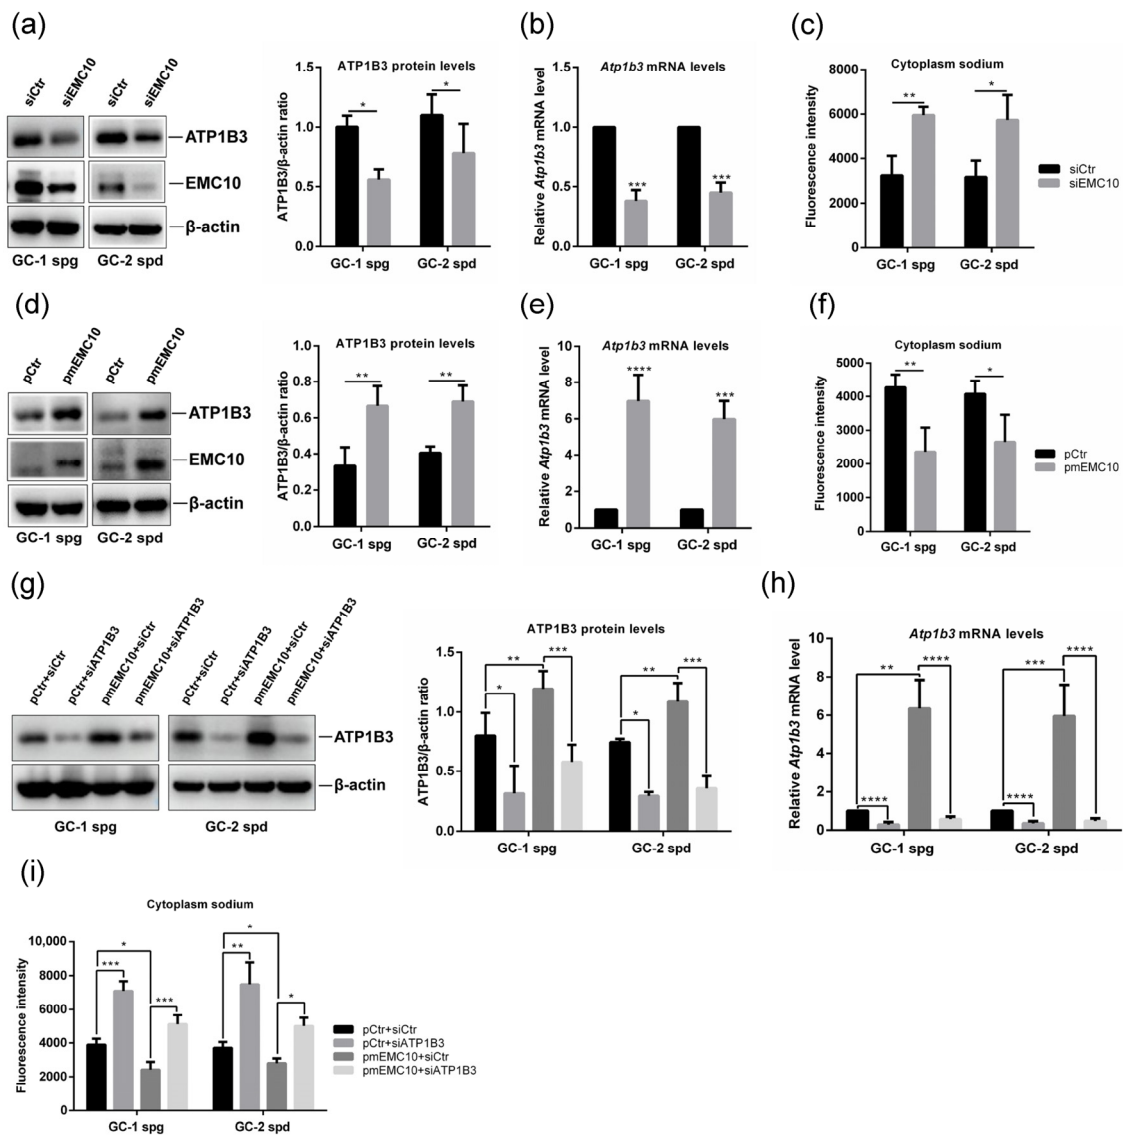 (a)
siCtr
siEMC10
siCtr
siEMC10
ATP1B3
EMC10
β-actin
GC-1 spg
GC-2 spd
ATP1B3 protein levels
ATP1B3/β-actin ratio
1.5
1.0
0.5
0.0
*
*
GC-1 spg
GC-2 spd
(b)
Atp1b3 mRNA levels
Relative Atp1b3 mRNA level
1.5
1.0
0.5
0.0
***
***
GC-1 spg
GC-2 spd
(c)
Cytoplasm sodium
Fluorescence intensity
8000
6000
4000
2000
0
**
*
GC-1 spg
GC-2 spd
siCtr
siEMC10
(d)
pCtr
pmEMC10
pCtr
pmEMC10
ATP1B3
EMC10
β-actin
GC-1 spg
GC-2 spd
ATP1B3 protein levels
ATP1B3/β-actin ratio
1.0
0.8
0.6
0.4
0.2
0.0
**
**
GC-1 spg
GC-2 spd
(e)
Atp1b3 mRNA levels
Relative Atp1b3 mRNA level
10
8
6
4
2
0
****
***
GC-1 spg
GC-2 spd
(f)
Cytoplasm sodium
Fluorescence intensity
5000
4000
3000
2000
1000
0
**
*
GC-1 spg
GC-2 spd
pCtr
pmEMC10
(g)
pCtr+siCtr
pCtr+siATP1B3
pmEMC10+siCtr
pmEMC10+siATP1B3
pCtr+siCtr
pCtr+siATP1B3
pmEMC10+siCtr
pmEMC10+siATP1B3
ATP1B3
β-actin
GC-1 spg
GC-2 spd
ATP1B3 protein levels
ATP1B3/β-actin ratio
1.5
1.0
0.5
0.0
**
***
*
**
***
*
GC-1 spg
GC-2 spd
(h)
Atp1b3 mRNA levels
Relative Atp1b3 mRNA level
10
8
6
4
2
0
**
****
****
***
****
****
GC-1 spg
GC-2 spd
(i)
Cytoplasm sodium
Fluorescence intensity
10,000
8000
6000
4000
2000
0
*
***
***
*
**
*
GC-1 spg
GC-2 spd
pCtr+siCtr
pCtr+siATP1B3
pmEMC10+siCtr
pmEMC10+siATP1B3